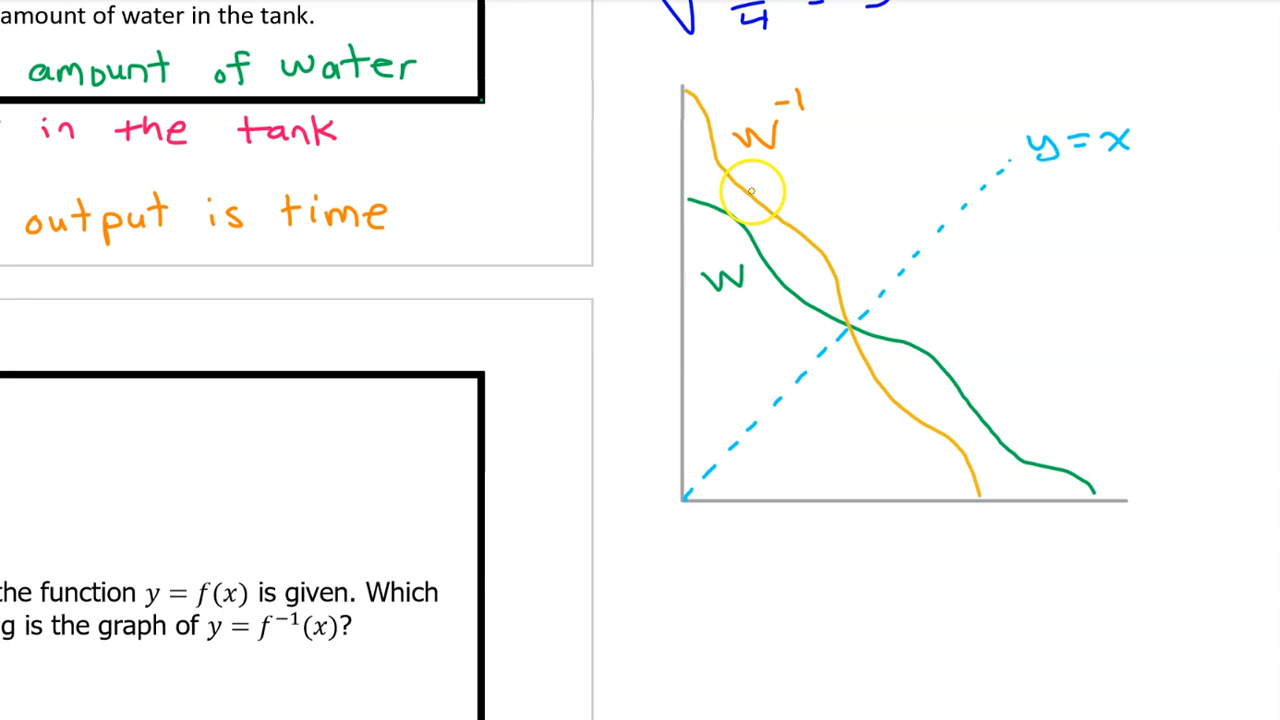 amount of water in the tank.
amount of water
in the tank
output is time
4 =
W⁻¹
y = x
W
the function y = f(x) is given. Which
g is the graph of y = f⁻¹(x)?